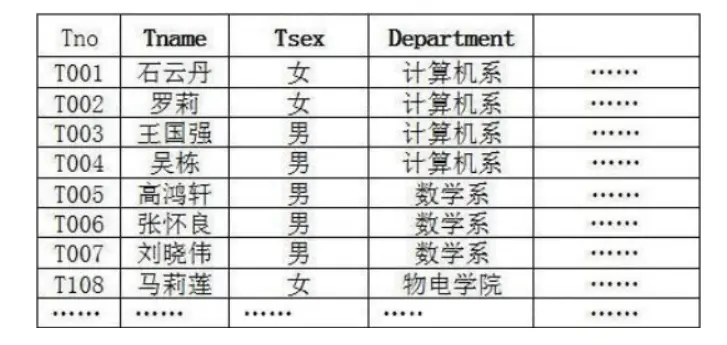 Tno Tname Tsex Department
T001 石云丹 女 计算机系 ……
T002 罗莉 女 计算机系 ……
T003 王国强 男 计算机系 ……
T004 吴栋 男 计算机系 ……
T005 高鸿轩 男 数学系 ……
T006 张怀良 男 数学系 ……
T007 刘晓伟 男 数学系 ……
T108 马莉莲 女 物电学院 ……
…… …… …… ….. ……